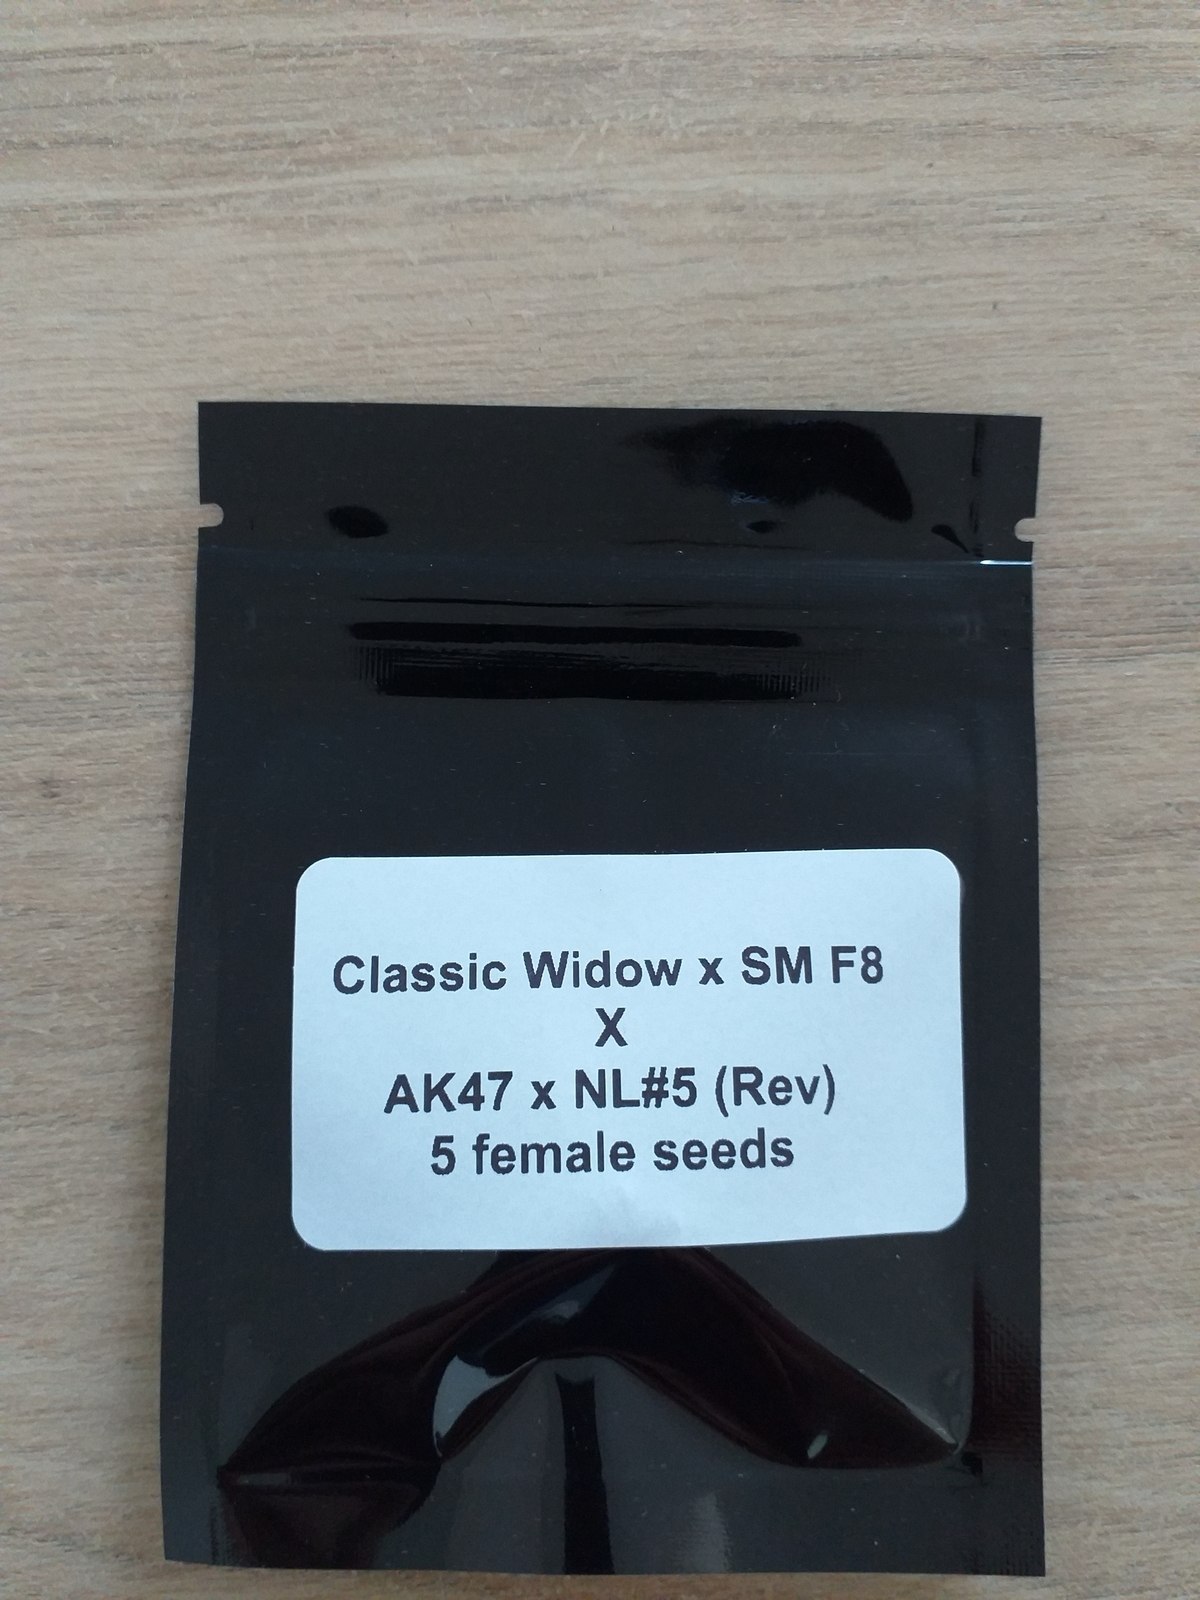 Classic Widow x SM F8
X
AK47 x NL#5 (Rev)
5 female seeds